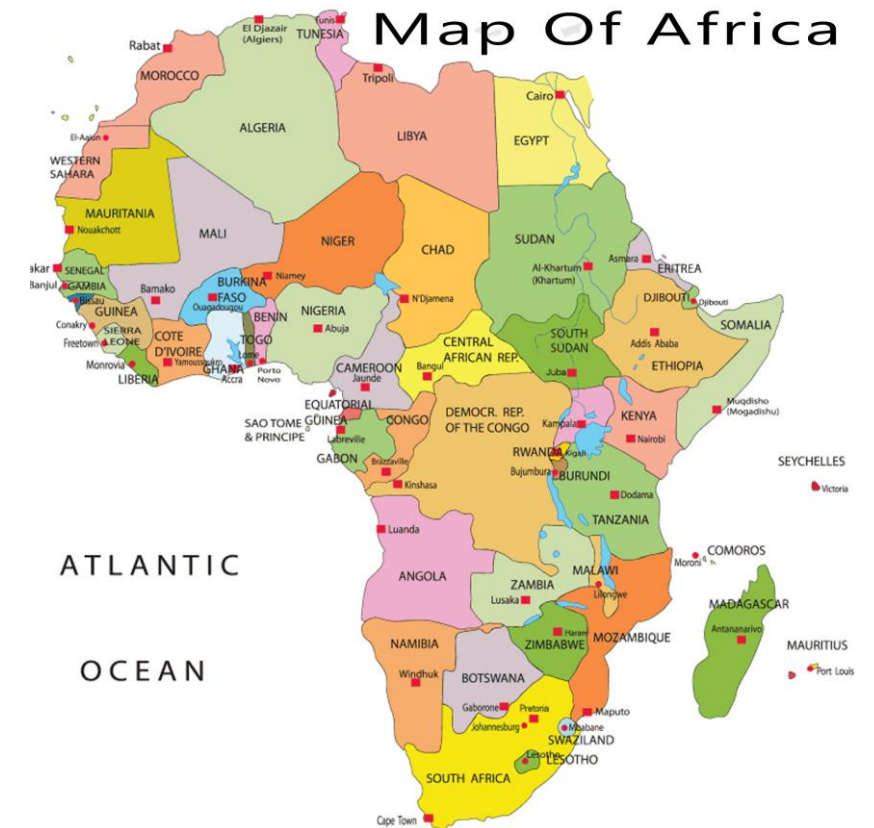 Map Of Africa
El Djazair
(Algiers)
Tunis
TUNISIA
Rabat
MOROCCO
Tripoli
Cairo
El-Aaiun
ALGERIA
LIBYA
EGYPT
WESTERN
SAHARA
MAURITANIA
Nouakchott
MALI
NIGER
CHAD
SUDAN
Al-Khartum
(Khartum)
Asmara
ERITREA
akar
SENEGAL
Banjul
GAMBIA
Bissau
Bamako
BURKINA
FASO
Ouagadougou
Niamey
N'Djamena
DJIBOUTI
Djibouti
GUINEA
Conakry
SIERRA
LEONE
Freetown
COTE
D'IVOIRE
Yamoussoukro
Monrovia
LIBERIA
GHANA
Accra
TOGO
Lome
BENIN
Porto
Novo
NIGERIA
Abuja
CENTRAL
AFRICAN REP.
Bangul
SOUTH
SUDAN
Juba
Addis Ababa
ETHIOPIA
SOMALIA
Muqdisho
(Mogadishu)
CAMEROON
Jaunde
EQUATORIAL
GUINEA
SAO TOME
& PRINCIPE
Labreville
GABON
CONGO
Brazzaville
Kinshasa
DEMOCR. REP.
OF THE CONGO
Kampala
KENYA
Nairobi
RWANDA
Kigali
Bujumbura
BURUNDI
Dodama
TANZANIA
SEYCHELLES
Victoria
ATLANTIC
OCEAN
Luanda
ANGOLA
ZAMBIA
Lusaka
MALAWI
Lilongwe
COMOROS
Moroni
MADAGASCAR
Antananarivo
MAURITIUS
Port Louis
Harare
ZIMBABWE
MOZAMBIQUE
NAMIBIA
Windhuk
BOTSWANA
Gaborone
Pretoria
Johannesburg
Maputo
Mbabane
SWAZILAND
Lesotho
LESOTHO
SOUTH AFRICA
Cape Town